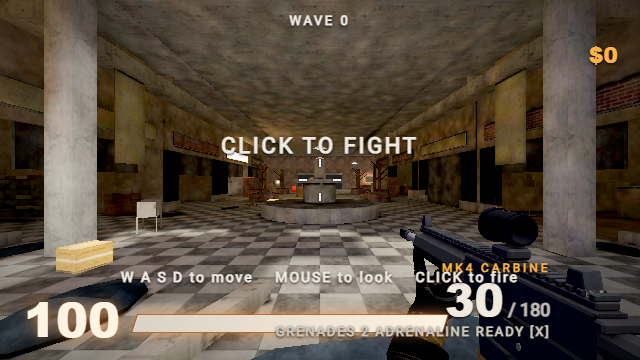 WAVE 0
$0
CLICK TO FIGHT
MK4 CARBINE
W A S D to move MOUSE to look CLICK to fire
100
30 / 180
GRENADES 2 ADRENALINE READY [X]